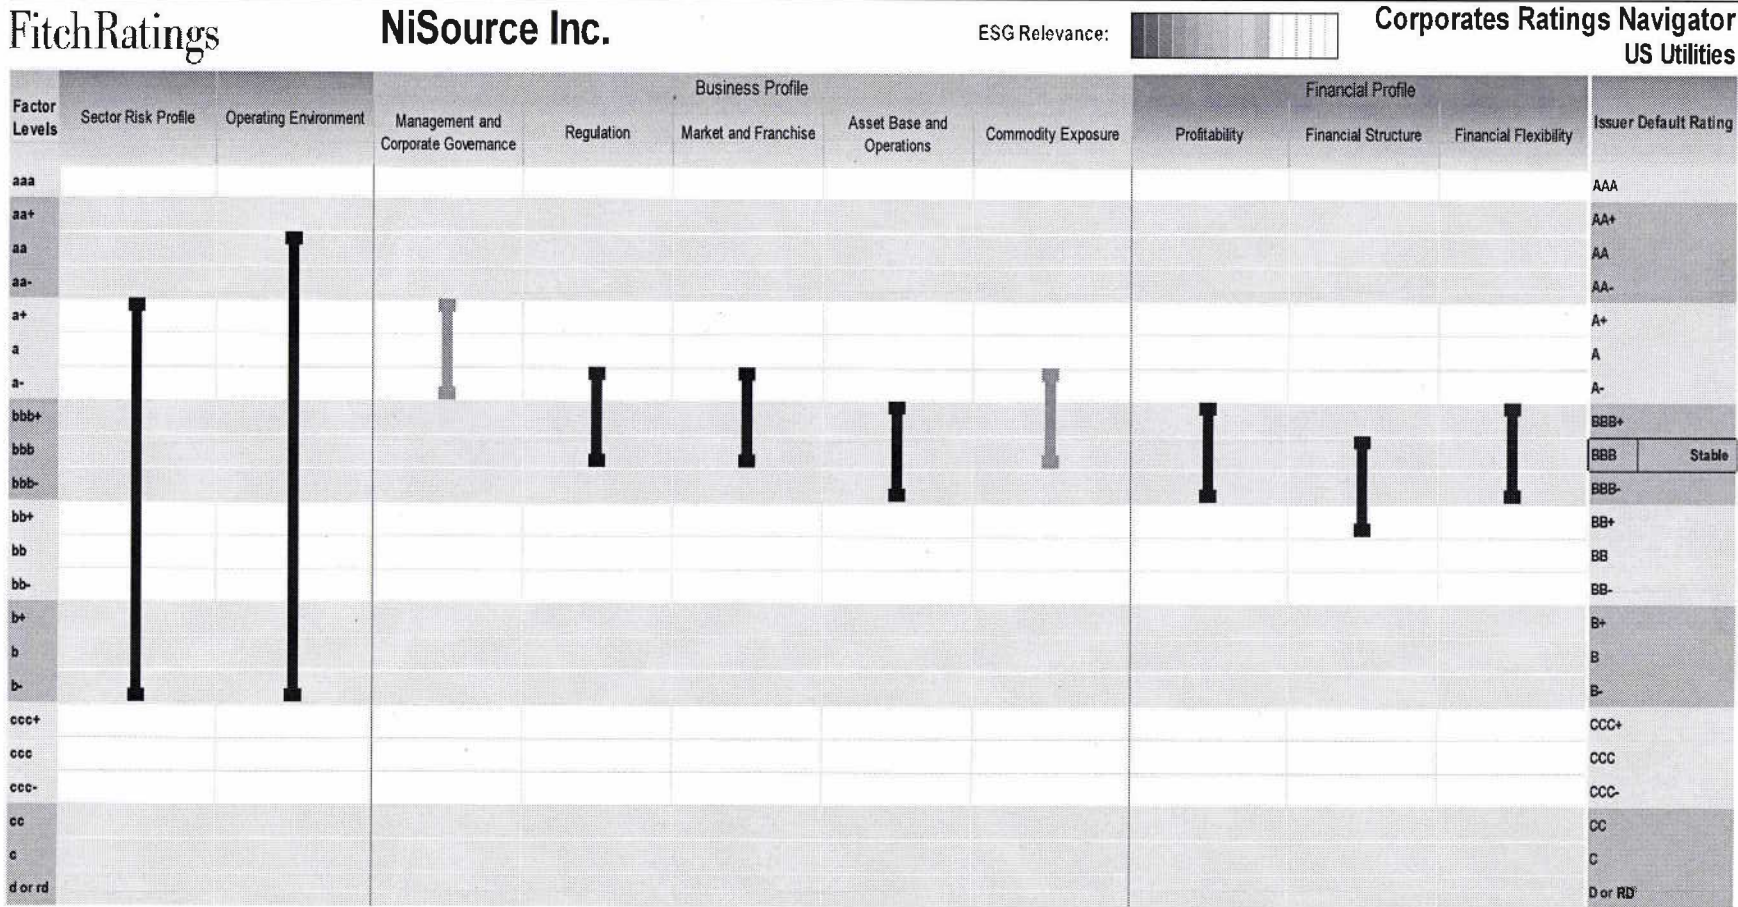 FitchRatings
NiSource Inc.
ESG Relevance:
Corporates Ratings Navigator
US Utilities
Factor
Levels
Sector Risk Profile
Operating Environment
Business Profile
Management and
Corporate Governance
Regulation
Market and Franchise
Asset Base and
Operations
Commodity Exposure
Financial Profile
Profitability
Financial Structure
Financial Flexibility
Issuer Default Rating
aaa AAA
aa+ AA+
aa AA
aa- AA-
a+ A+
a A
a- A-
bbb+ BBB+
bbb BBB Stable
bbb- BBB-
bb+ BB+
bb BB
bb- BB-
b+ B+
b B
b- B-
ccc+ CCC+
ccc CCC
ccc- CCC-
cc CC
c C
d or rd D or RD